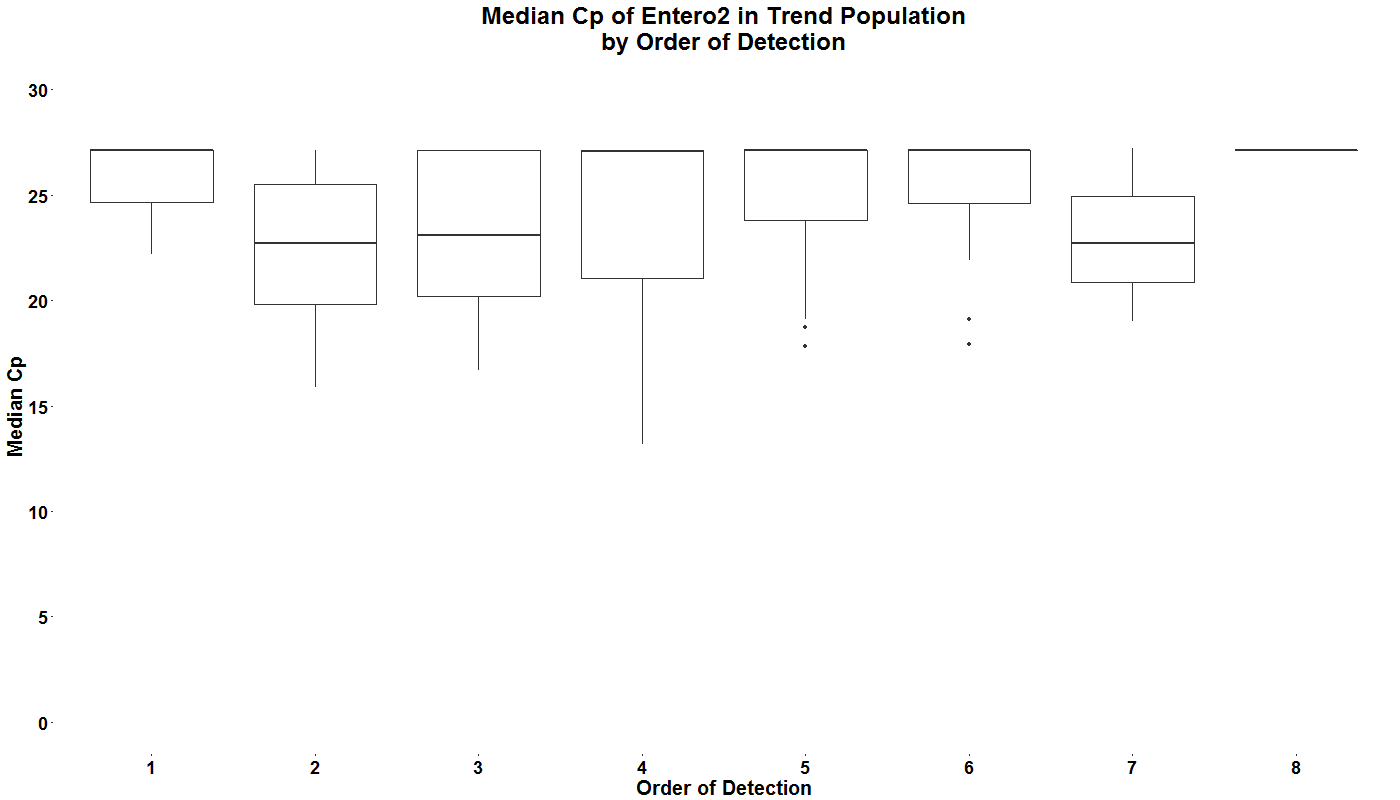 Median Cp of Entero2 in Trend Population
by Order of Detection
Median Cp
30
25
20
15
10
5
0
1 2 3 4 5 6 7 8
Order of Detection